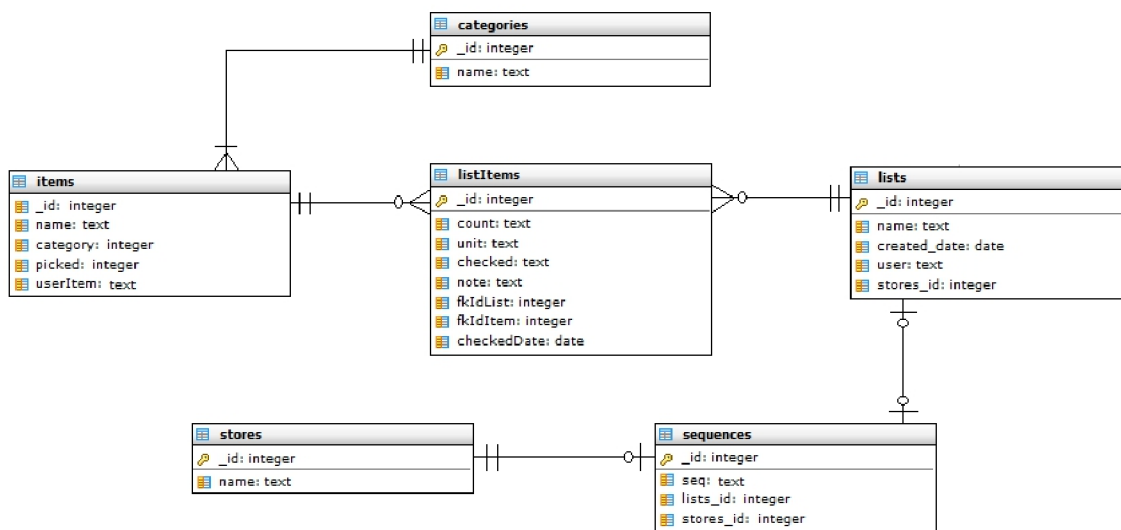 categories
_id: integer
name: text
items
_id: integer
name: text
category: integer
picked: integer
userItem: text
listItems
_id: integer
count: text
unit: text
checked: text
note: text
fkIdList: integer
fkIdItem: integer
checkedDate: date
lists
_id: integer
name: text
created_date: date
user: text
stores_id: integer
stores
_id: integer
name: text
sequences
_id: integer
seq: text
lists_id: integer
stores_id: integer